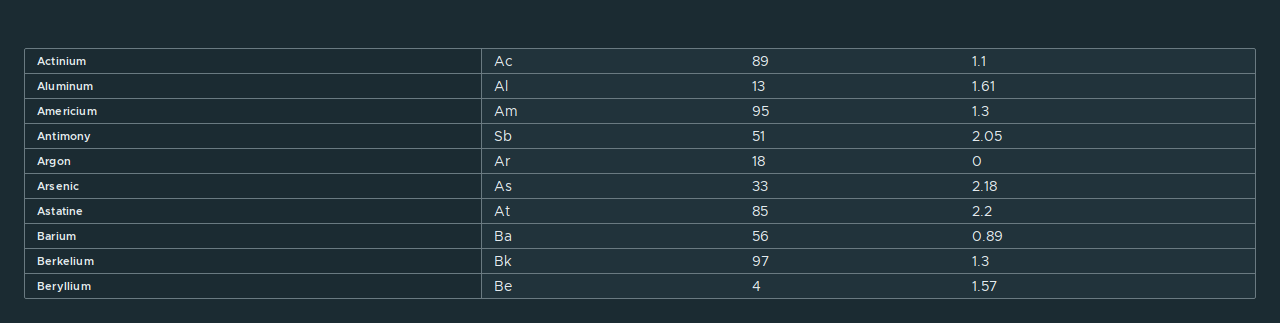 Actinium Ac 89 1.1
Aluminum Al 13 1.61
Americium Am 95 1.3
Antimony Sb 51 2.05
Argon Ar 18 0
Arsenic As 33 2.18
Astatine At 85 2.2
Barium Ba 56 0.89
Berkelium Bk 97 1.3
Beryllium Be 4 1.57